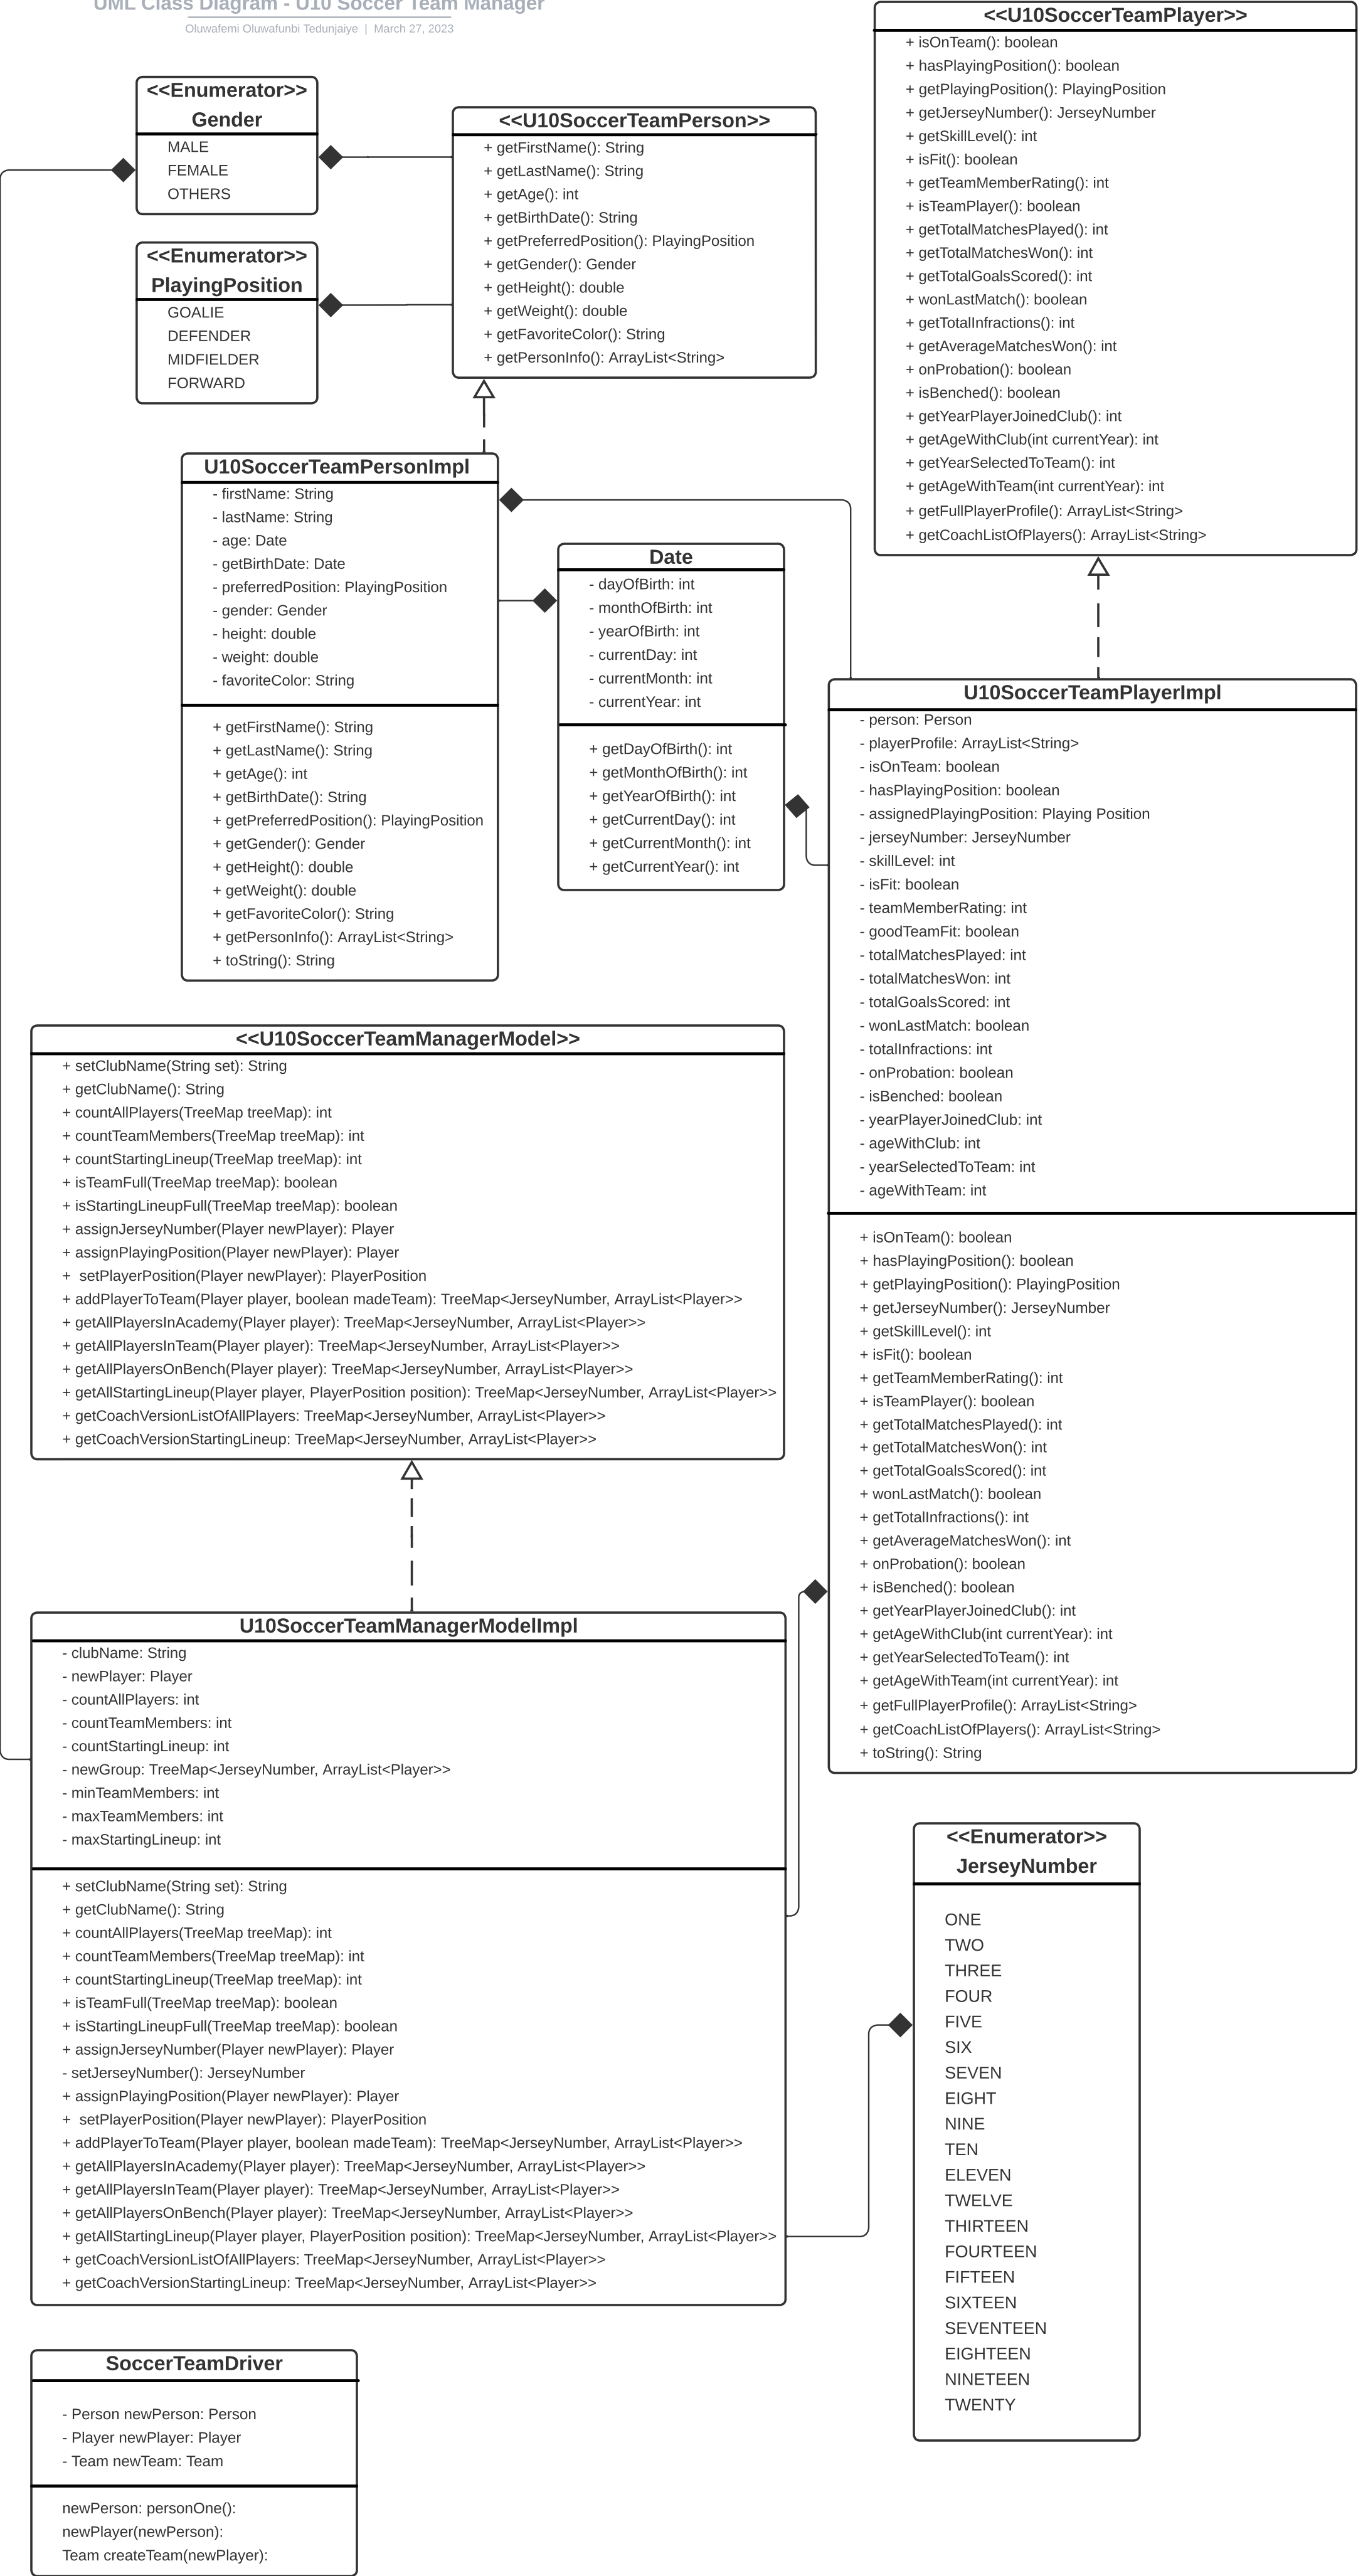 UML Class Diagram - U10 Soccer Team Manager
Oluwafemi Oluwafunbi Tedunjaiye | March 27, 2023
<<Enumerator>>
Gender
MALE
FEMALE
OTHERS
<<Enumerator>>
PlayingPosition
GOALIE
DEFENDER
MIDFIELDER
FORWARD
<<U10SoccerTeamPerson>>
+ getFirstName(): String
+ getLastName(): String
+ getAge(): int
+ getBirthDate(): String
+ getPreferredPosition(): PlayingPosition
+ getGender(): Gender
+ getHeight(): double
+ getWeight(): double
+ getFavoriteColor(): String
+ getPersonInfo(): ArrayList<String>
<<U10SoccerTeamPlayer>>
+ isOnTeam(): boolean
+ hasPlayingPosition(): boolean
+ getPlayingPosition(): PlayingPosition
+ getJerseyNumber(): JerseyNumber
+ getSkillLevel(): int
+ isFit(): boolean
+ getTeamMemberRating(): int
+ isTeamPlayer(): boolean
+ getTotalMatchesPlayed(): int
+ getTotalMatchesWon(): int
+ getTotalGoalsScored(): int
+ wonLastMatch(): boolean
+ getTotalInfractions(): int
+ getAverageMatchesWon(): int
+ onProbation(): boolean
+ isBenched(): boolean
+ getYearPlayerJoinedClub(): int
+ getAgeWithClub(int currentYear): int
+ getYearSelectedToTeam(): int
+ getAgeWithTeam(int currentYear): int
+ getFullPlayerProfile(): ArrayList<String>
+ getCoachListOfPlayers(): ArrayList<String>
U10SoccerTeamPersonImpl
- firstName: String
- lastName: String
- age: Date
- getBirthDate: Date
- preferredPosition: PlayingPosition
- gender: Gender
- height: double
- weight: double
- favoriteColor: String
+ getFirstName(): String
+ getLastName(): String
+ getAge(): int
+ getBirthDate(): String
+ getPreferredPosition(): PlayingPosition
+ getGender(): Gender
+ getHeight(): double
+ getWeight(): double
+ getFavoriteColor(): String
+ getPersonInfo(): ArrayList<String>
+ toString(): String
Date
- dayOfBirth: int
- monthOfBirth: int
- yearOfBirth: int
- currentDay: int
- currentMonth: int
- currentYear: int
+ getDayOfBirth(): int
+ getMonthOfBirth(): int
+ getYearOfBirth(): int
+ getCurrentDay(): int
+ getCurrentMonth(): int
+ getCurrentYear(): int
U10SoccerTeamPlayerImpl
- person: Person
- playerProfile: ArrayList<String>
- isOnTeam: boolean
- hasPlayingPosition: boolean
- assignedPlayingPosition: Playing Position
- jerseyNumber: JerseyNumber
- skillLevel: int
- isFit: boolean
- teamMemberRating: int
- goodTeamFit: boolean
- totalMatchesPlayed: int
- totalMatchesWon: int
- totalGoalsScored: int
- wonLastMatch: boolean
- totalInfractions: int
- onProbation: boolean
- isBenched: boolean
- yearPlayerJoinedClub: int
- ageWithClub: int
- yearSelectedToTeam: int
- ageWithTeam: int
+ isOnTeam(): boolean
+ hasPlayingPosition(): boolean
+ getPlayingPosition(): PlayingPosition
+ getJerseyNumber(): JerseyNumber
+ getSkillLevel(): int
+ isFit(): boolean
+ getTeamMemberRating(): int
+ isTeamPlayer(): boolean
+ getTotalMatchesPlayed(): int
+ getTotalMatchesWon(): int
+ getTotalGoalsScored(): int
+ wonLastMatch(): boolean
+ getTotalInfractions(): int
+ getAverageMatchesWon(): int
+ onProbation(): boolean
+ isBenched(): boolean
+ getYearPlayerJoinedClub(): int
+ getAgeWithClub(int currentYear): int
+ getYearSelectedToTeam(): int
+ getAgeWithTeam(int currentYear): int
+ getFullPlayerProfile(): ArrayList<String>
+ getCoachListOfPlayers(): ArrayList<String>
+ toString(): String
<<U10SoccerTeamManagerModel>>
+ setClubName(String set): String
+ getClubName(): String
+ countAllPlayers(TreeMap treeMap): int
+ countTeamMembers(TreeMap treeMap): int
+ countStartingLineup(TreeMap treeMap): int
+ isTeamFull(TreeMap treeMap): boolean
+ isStartingLineupFull(TreeMap treeMap): boolean
+ assignJerseyNumber(Player newPlayer): Player
+ assignPlayingPosition(Player newPlayer): Player
+ setPlayerPosition(Player newPlayer): PlayerPosition
+ addPlayerToTeam(Player player, boolean madeTeam): TreeMap<JerseyNumber, ArrayList<Player>>
+ getAllPlayersInAcademy(Player player): TreeMap<JerseyNumber, ArrayList<Player>>
+ getAllPlayersInTeam(Player player): TreeMap<JerseyNumber, ArrayList<Player>>
+ getAllPlayersOnBench(Player player): TreeMap<JerseyNumber, ArrayList<Player>>
+ getAllStartingLineup(Player player, PlayerPosition position): TreeMap<JerseyNumber, ArrayList<Player>>
+ getCoachVersionListOfAllPlayers: TreeMap<JerseyNumber, ArrayList<Player>>
+ getCoachVersionStartingLineup: TreeMap<JerseyNumber, ArrayList<Player>>
U10SoccerTeamManagerModelImpl
- clubName: String
- newPlayer: Player
- countAllPlayers: int
- countTeamMembers: int
- countStartingLineup: int
- newGroup: TreeMap<JerseyNumber, ArrayList<Player>>
- minTeamMembers: int
- maxTeamMembers: int
- maxStartingLineup: int
+ setClubName(String set): String
+ getClubName(): String
+ countAllPlayers(TreeMap treeMap): int
+ countTeamMembers(TreeMap treeMap): int
+ countStartingLineup(TreeMap treeMap): int
+ isTeamFull(TreeMap treeMap): boolean
+ isStartingLineupFull(TreeMap treeMap): boolean
+ assignJerseyNumber(Player newPlayer): Player
- setJerseyNumber(): JerseyNumber
+ assignPlayingPosition(Player newPlayer): Player
+ setPlayerPosition(Player newPlayer): PlayerPosition
+ addPlayerToTeam(Player player, boolean madeTeam): TreeMap<JerseyNumber, ArrayList<Player>>
+ getAllPlayersInAcademy(Player player): TreeMap<JerseyNumber, ArrayList<Player>>
+ getAllPlayersInTeam(Player player): TreeMap<JerseyNumber, ArrayList<Player>>
+ getAllPlayersOnBench(Player player): TreeMap<JerseyNumber, ArrayList<Player>>
+ getAllStartingLineup(Player player, PlayerPosition position): TreeMap<JerseyNumber, ArrayList<Player>>
+ getCoachVersionListOfAllPlayers: TreeMap<JerseyNumber, ArrayList<Player>>
+ getCoachVersionStartingLineup: TreeMap<JerseyNumber, ArrayList<Player>>
<<Enumerator>>
JerseyNumber
ONE
TWO
THREE
FOUR
FIVE
SIX
SEVEN
EIGHT
NINE
TEN
ELEVEN
TWELVE
THIRTEEN
FOURTEEN
FIFTEEN
SIXTEEN
SEVENTEEN
EIGHTEEN
NINETEEN
TWENTY
SoccerTeamDriver
- Person newPerson: Person
- Player newPlayer: Player
- Team newTeam: Team
newPerson: personOne():
newPlayer(newPerson):
Team createTeam(newPlayer):